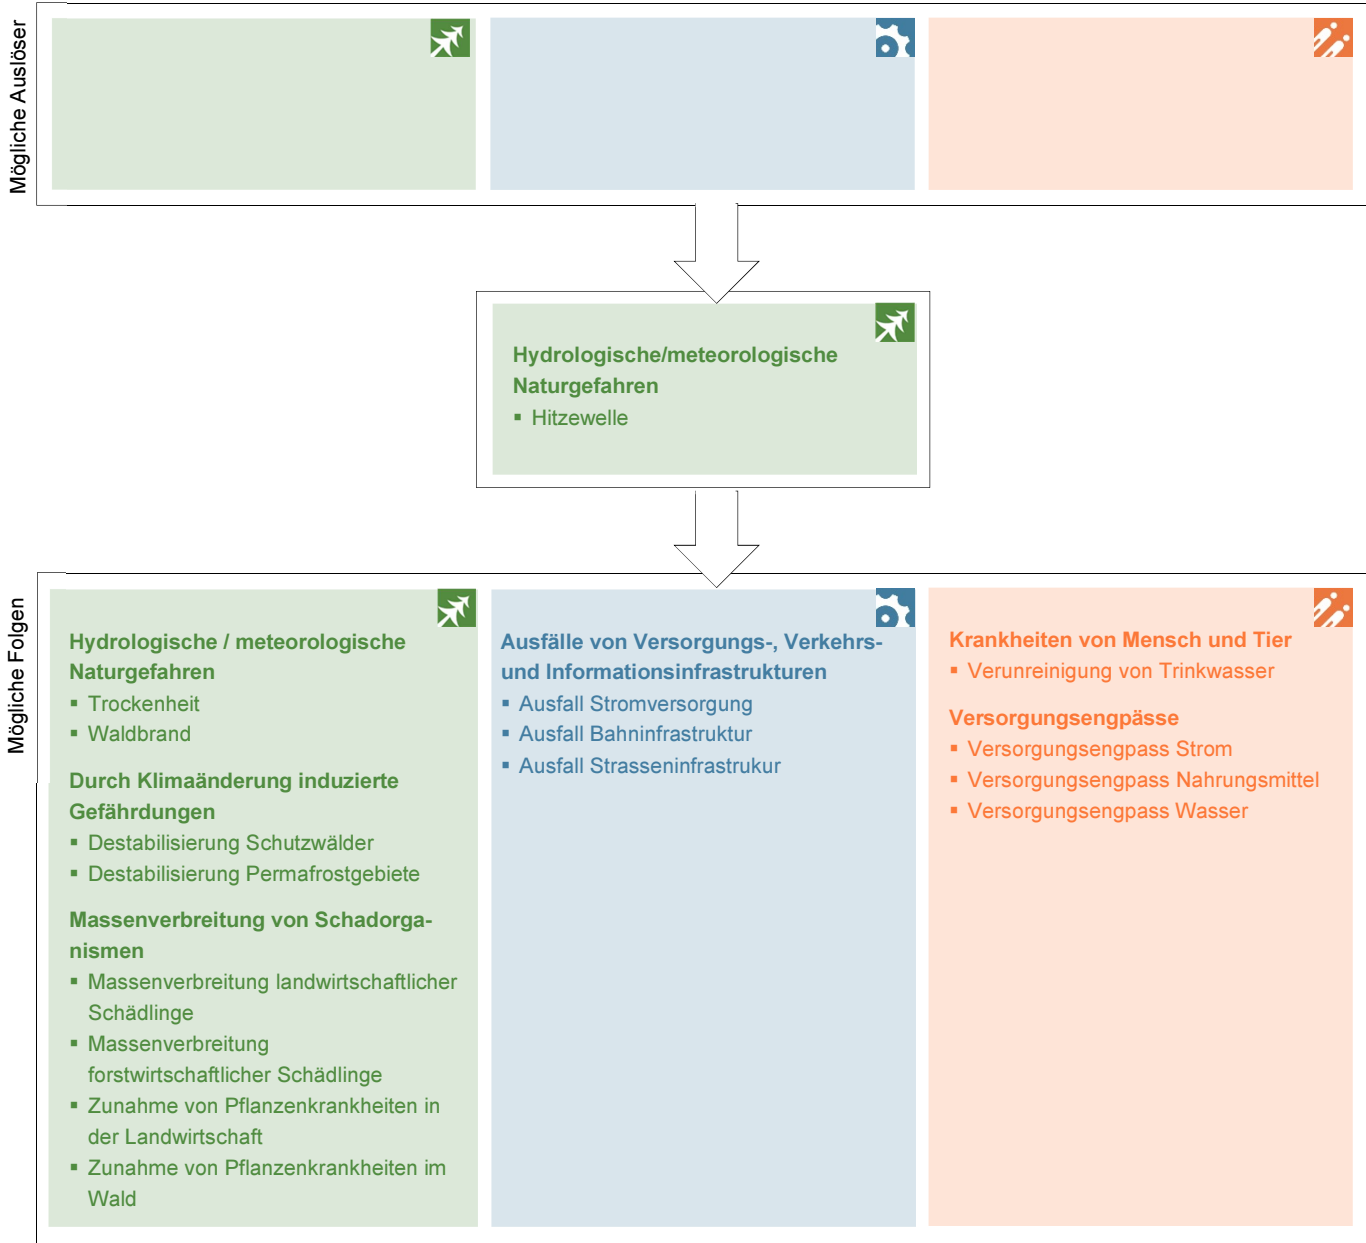 Mögliche Auslöser
Hydrologische/meteorologische
Naturgefahren
▪ Hitzewelle
Mögliche Folgen
Hydrologische / meteorologische
Naturgefahren
▪ Trockenheit
▪ Waldbrand
Durch Klimaänderung induzierte
Gefährdungen
▪ Destabilisierung Schutzwälder
▪ Destabilisierung Permafrostgebiete
Massenverbreitung von Schadorga-
nismen
▪ Massenverbreitung landwirtschaftlicher
Schädlinge
▪ Massenverbreitung
forstwirtschaftlicher Schädlinge
▪ Zunahme von Pflanzenkrankheiten in
der Landwirtschaft
▪ Zunahme von Pflanzenkrankheiten im
Wald
Ausfälle von Versorgungs-, Verkehrs-
und Informationsinfrastrukturen
▪ Ausfall Stromversorgung
▪ Ausfall Bahninfrastruktur
▪ Ausfall Strasseninfrastrukur
Krankheiten von Mensch und Tier
▪ Verunreinigung von Trinkwasser
Versorgungsengpässe
▪ Versorgungsengpass Strom
▪ Versorgungsengpass Nahrungsmittel
▪ Versorgungsengpass Wasser